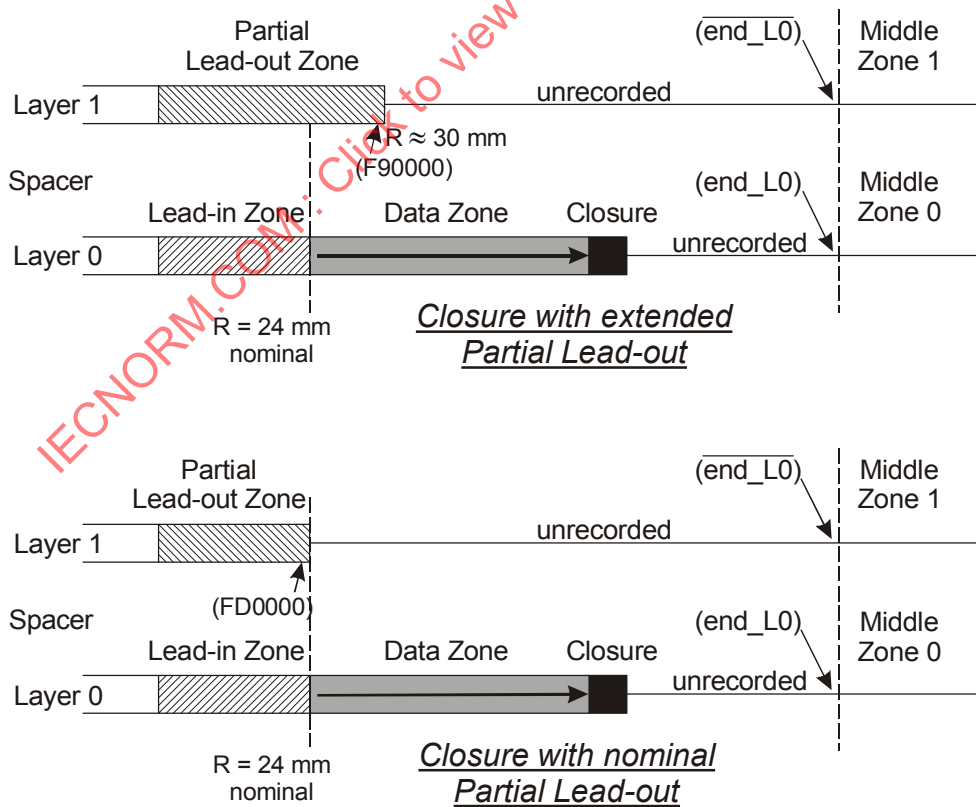 Partial
Lead-out Zone
(end_L0)
Middle
Zone 1
Layer 1
unrecorded
R ≈ 30 mm
(F90000)
Spacer
(end_L0)
Middle
Zone 0
Lead-in Zone
Data Zone
Closure
Layer 0
unrecorded
R = 24 mm
nominal
Closure with extended
Partial Lead-out
IECNORM.COM : Click to view
Partial
Lead-out Zone
(end_L0)
Middle
Zone 1
Layer 1
unrecorded
(FD0000)
Spacer
(end_L0)
Middle
Zone 0
Lead-in Zone
Data Zone
Closure
Layer 0
unrecorded
R = 24 mm
nominal
Closure with nominal
Partial Lead-out